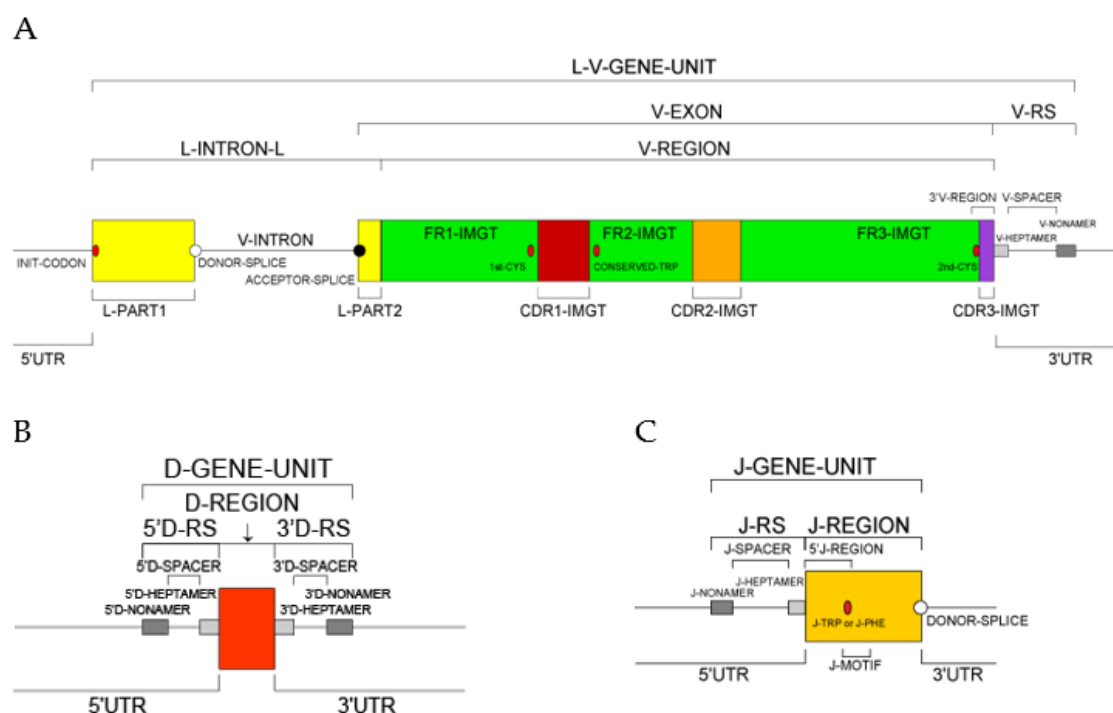 A
L-V-GENE-UNIT
V-EXON V-RS
L-INTRON-L V-REGION
3'V-REGION V-SPACER
V-NONAMER
V-INTRON FR1-IMGT FR2-IMGT FR3-IMGT V-HEPTAMER
INIT-CODON DONOR-SPLICE 1st-CYS CONSERVED-TRP 2nd-CYS
ACCEPTOR-SPLICE
L-PART1 L-PART2 CDR1-IMGT CDR2-IMGT CDR3-IMGT
5'UTR 3'UTR
B
D-GENE-UNIT
D-REGION
5'D-RS ↓ 3'D-RS
5'D-SPACER 3'D-SPACER
5'D-HEPTAMER 3'D-NONAMER
5'D-NONAMER 3'D-HEPTAMER
5'UTR 3'UTR
C
J-GENE-UNIT
J-RS J-REGION
J-SPACER 5'J-REGION
J-HEPTAMER
J-NONAMER
J-TRP or J-PHE DONOR-SPLICE
J-MOTIF
5'UTR 3'UTR